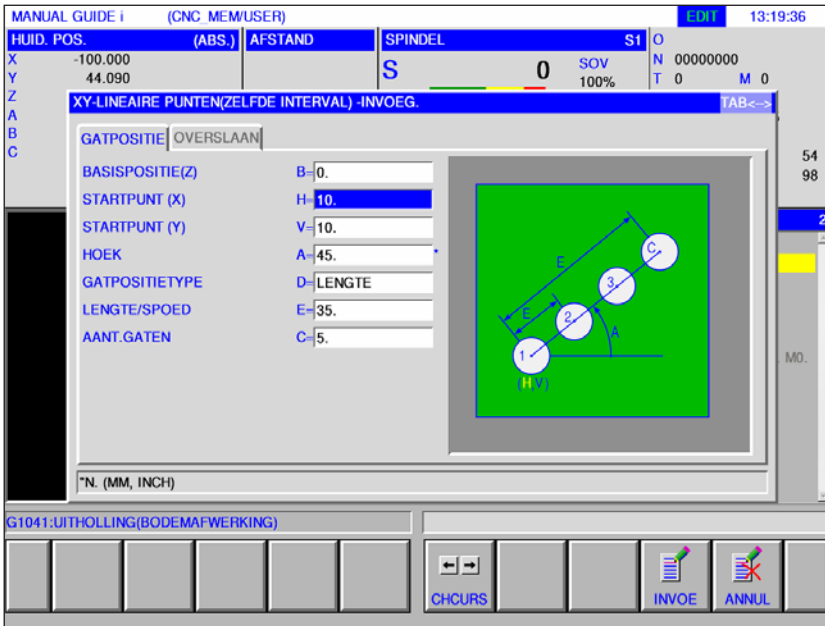 MANUAL GUIDE i (CNC_MEM/USER) EDIT 13:19:36
HUID. POS. (ABS.) AFSTAND SPINDEL S1 O
X -100.000 S 0 SOV N 00000000
Y 44.090 100% T 0 M 0
Z
A
B
C
54
98
2
XY-LINEAIRE PUNTEN(ZELFDE INTERVAL) -INVOEG. TAB<-->
GATPOSITIE OVERSLAAN
BASISPOSITIE(Z) B=0.
STARTPUNT (X) H=10.
STARTPUNT (Y) V=10.
HOEK A=45. *
GATPOSITIETYPE D=LENGTE
LENGTE/SPOED E=35.
AANT.GATEN C=5.
C.
E
3.
E
2.
A
1
(H,V)
M0.
"N. (MM, INCH)
G1041:UITHOLLING(BODEMAFWERKING)
CHCURS INVOE ANNUL